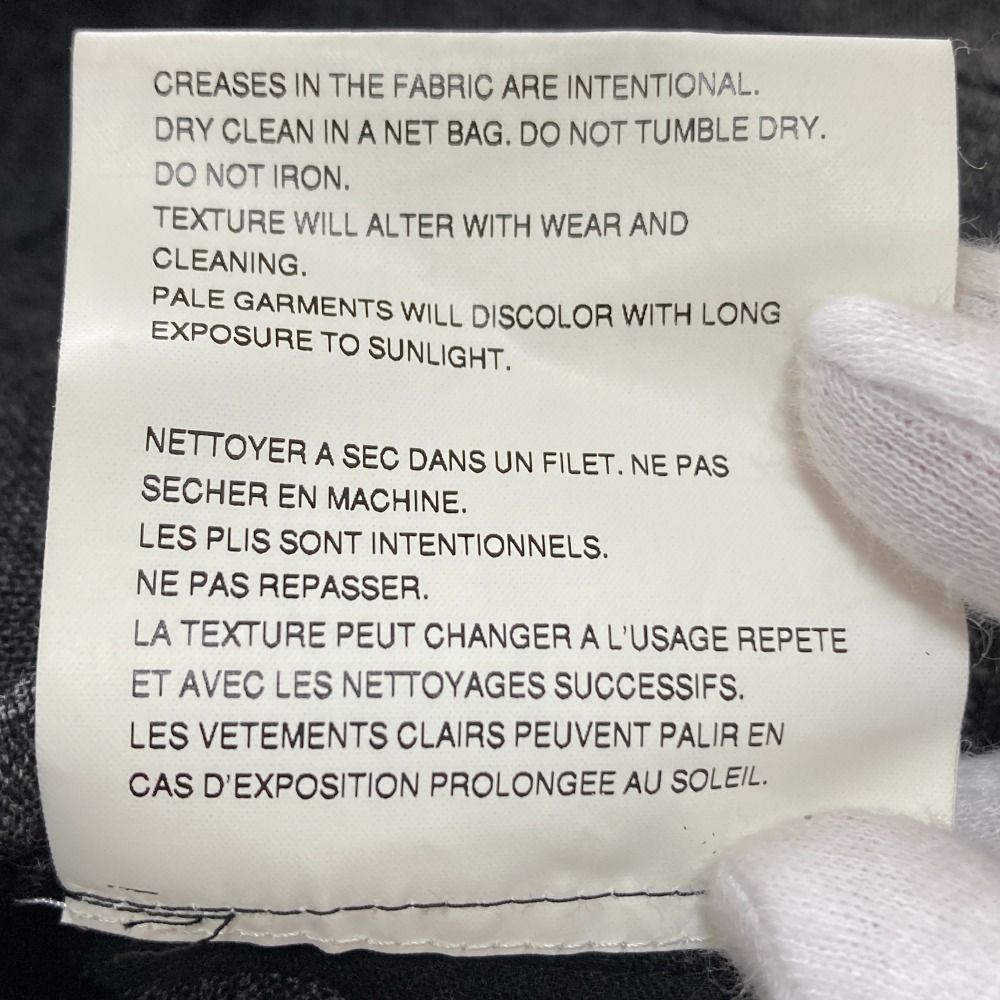 CREASES IN THE FABRIC ARE INTENTIONAL.
DRY CLEAN IN A NET BAG. DO NOT TUMBLE DRY.
DO NOT IRON.
TEXTURE WILL ALTER WITH WEAR AND
CLEANING.
PALE GARMENTS WILL DISCOLOR WITH LONG
EXPOSURE TO SUNLIGHT.
NETTOYER A SEC DANS UN FILET. NE PAS
SECHER EN MACHINE.
LES PLIS SONT INTENTIONNELS.
NE PAS REPASSER.
LA TEXTURE PEUT CHANGER A L'USAGE REPETE
ET AVEC LES NETTOYAGES SUCCESSIFS.
LES VETEMENTS CLAIRS PEUVENT PALIR EN
CAS D'EXPOSITION PROLONGEE AU SOLEIL.